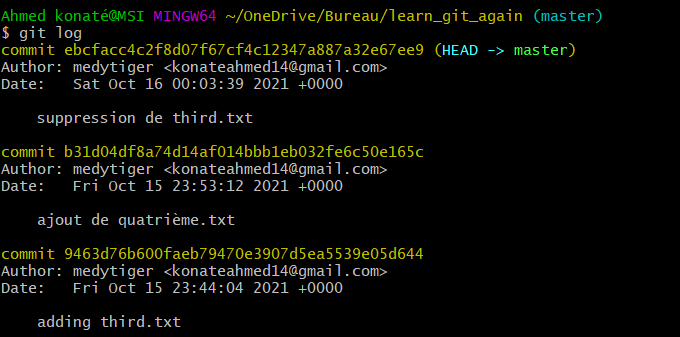 Ahmed konaté@MSI MINGW64 ~/OneDrive/Bureau/learn_git_again (master)
$ git log
commit ebcfacc4c2f8d07f67cf4c12347a887a32e67ee9 (HEAD -> master)
Author: medytiger <konateahmed14@gmail.com>
Date:   Sat Oct 16 00:03:39 2021 +0000
    suppression de third.txt
commit b31d04df8a74d14af014bbb1eb032fe6c50e165c
Author: medytiger <konateahmed14@gmail.com>
Date:   Fri Oct 15 23:53:12 2021 +0000
    ajout de quatrième.txt
commit 9463d76b600faeb79470e3907d5ea5539e05d644
Author: medytiger <konateahmed14@gmail.com>
Date:   Fri Oct 15 23:44:04 2021 +0000
    adding third.txt